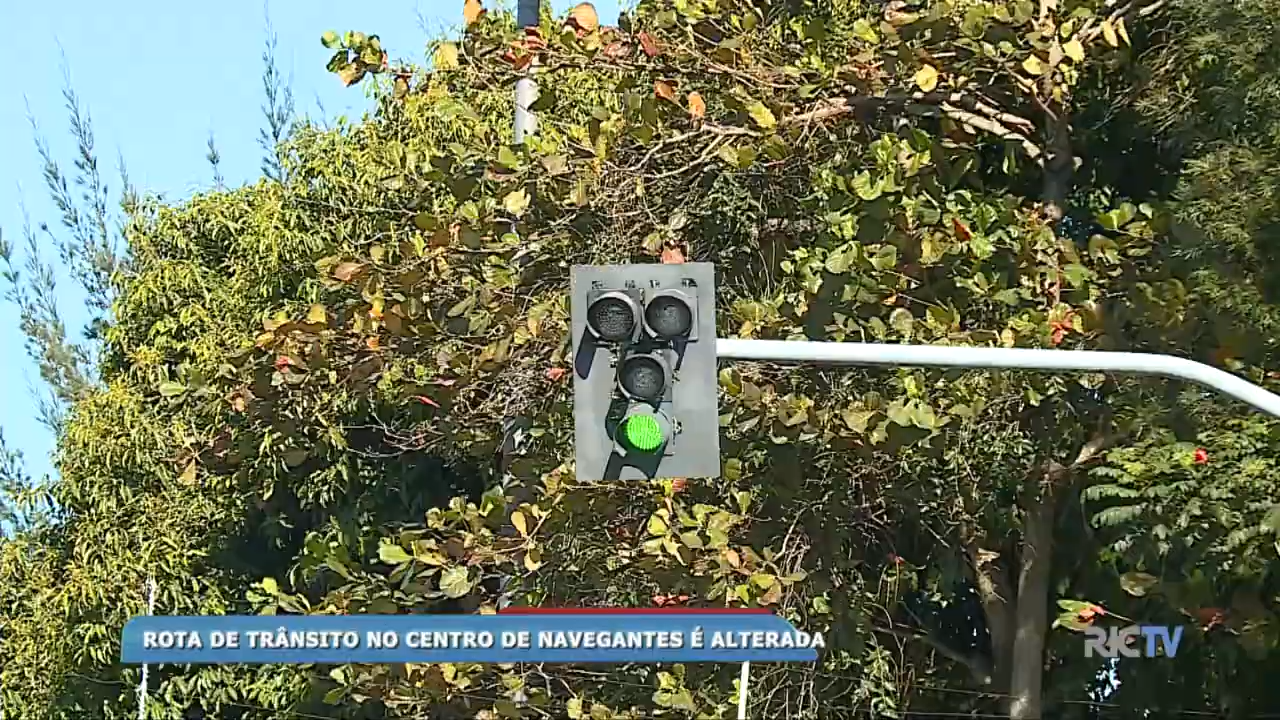 ROTA DE TRÂNSITO NO CENTRO DE NAVEGANTES É ALTERADA
RICTV